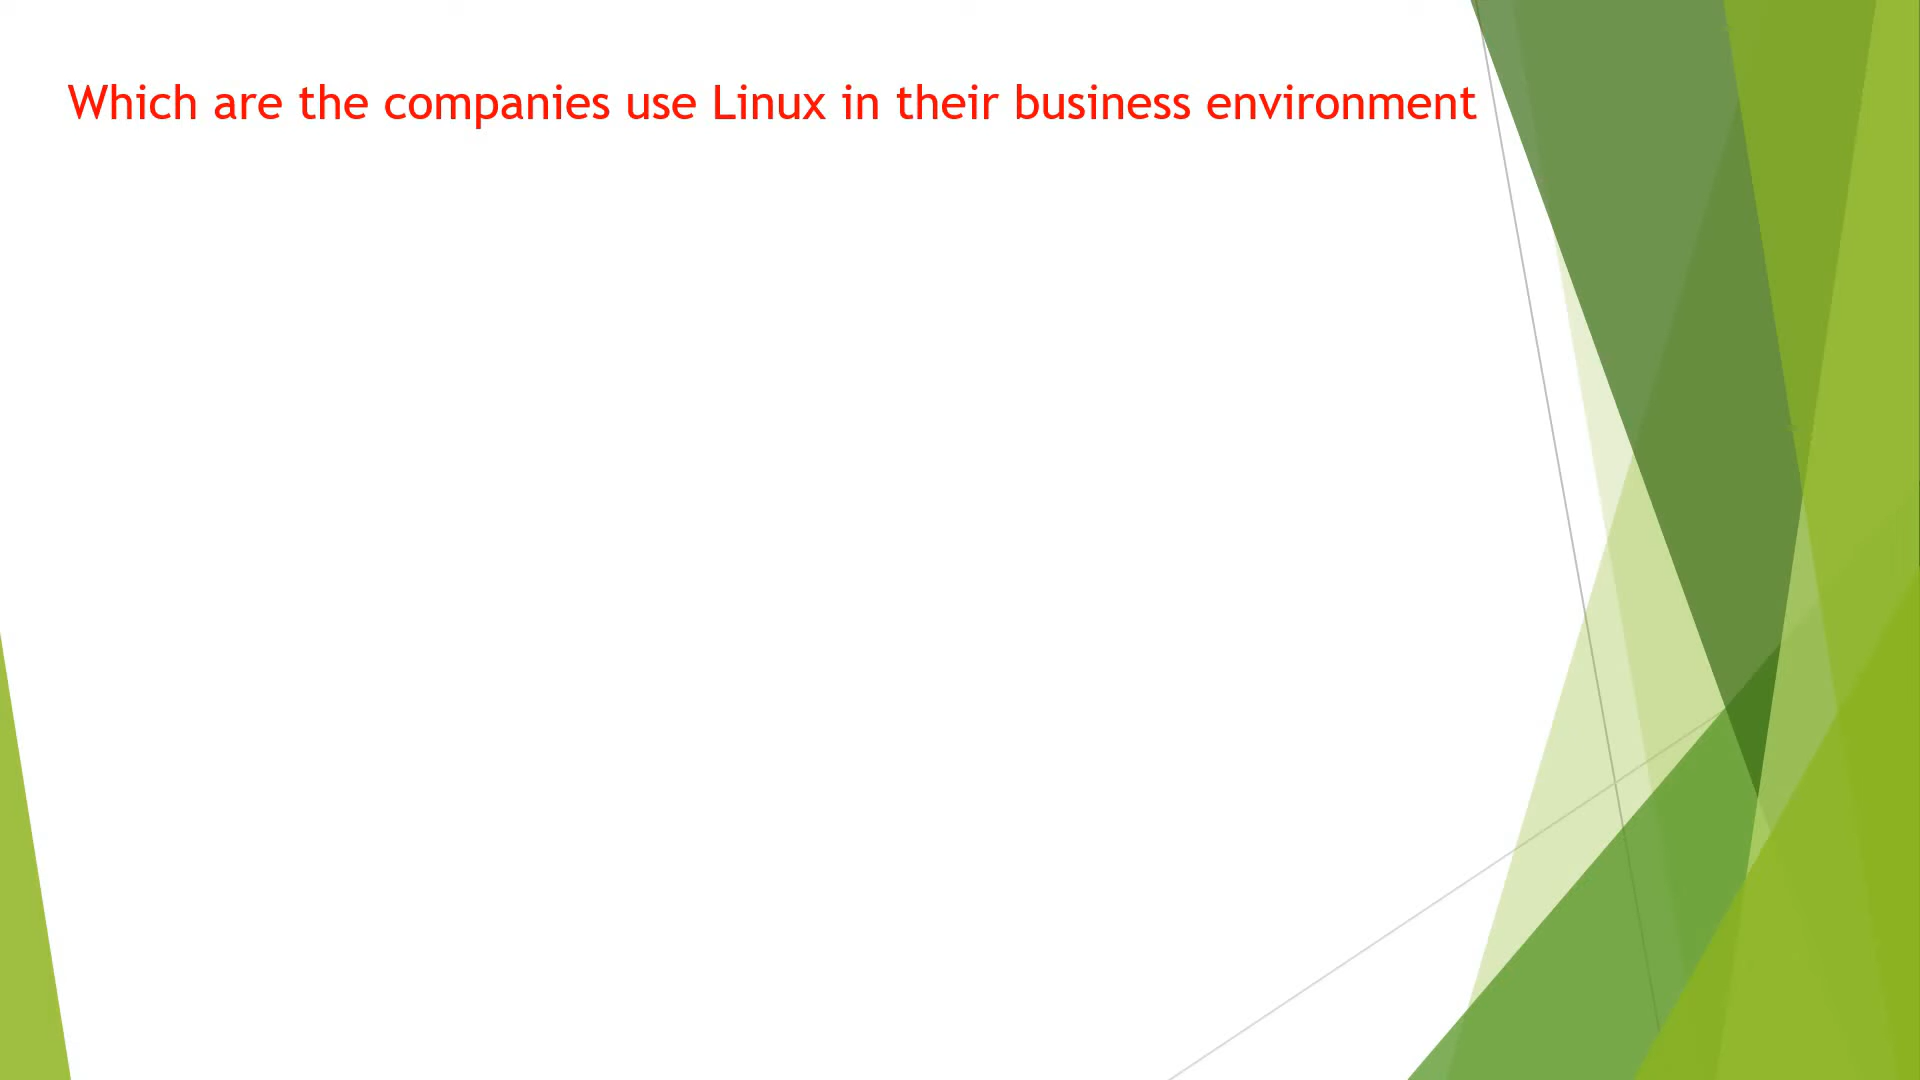 Which are the companies use Linux in their business environment